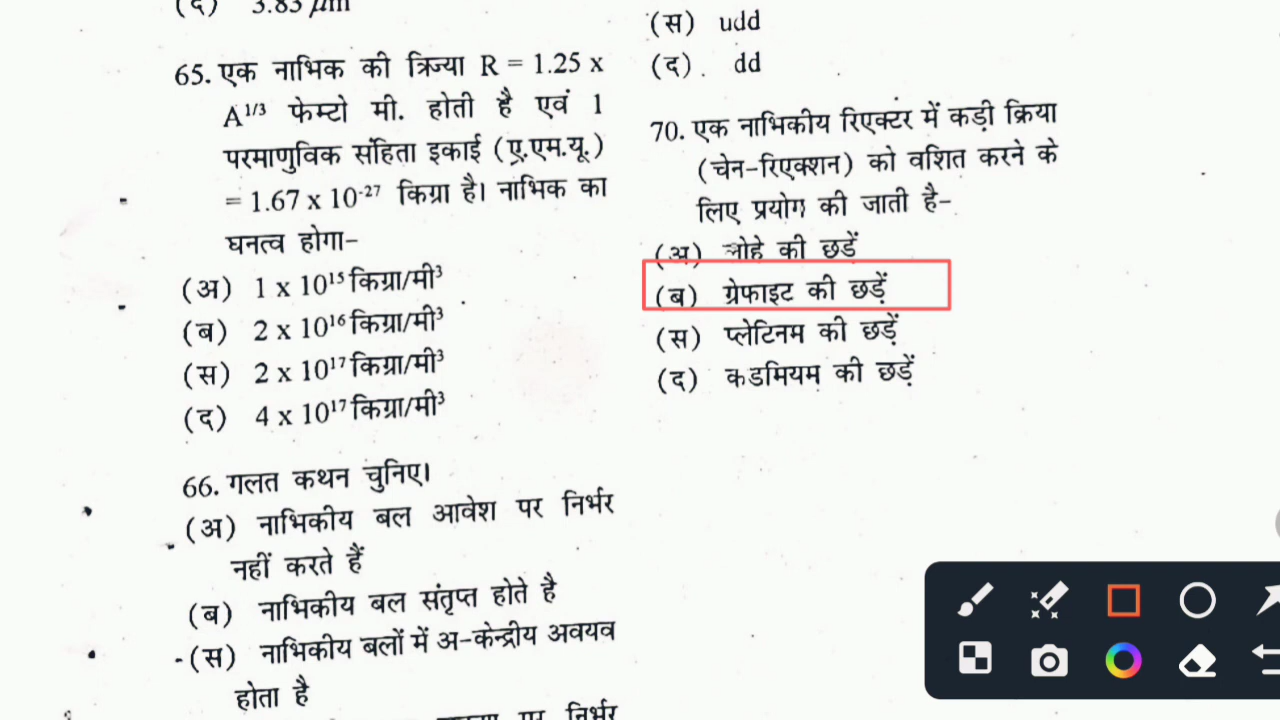 (द) 3.83 μm
65. एक नाभिक की त्रिज्या R = 1.25 x
A¹/³ फेम्टो मी. होती है एवं 1
परमाणुविक संहिता इकाई (ए.एम.यू.)
= 1.67 x 10⁻²⁷ किग्रा है। नाभिक का
घनत्व होगा–
(अ) 1 x 10¹⁵ किग्रा/मी³
(ब) 2 x 10¹⁶ किग्रा/मी³
(स) 2 x 10¹⁷ किग्रा/मी³
(द) 4 x 10¹⁷ किग्रा/मी³
66. गलत कथन चुनिए।
(अ) नाभिकीय बल आवेश पर निर्भर
नहीं करते हैं
(ब) नाभिकीय बल संतृप्त होते है
(स) नाभिकीय बलों में अ-केन्द्रीय अवयव
होता है
पर निर्भर
(स) udd
(द). dd
70. एक नाभिकीय रिएक्टर में कड़ी क्रिया
(चेन-रिएक्शन) को वशित करने के
लिए प्रयोग की जाती है–
(अ) लोहे की छडें
(ब) ग्रेफाइट की छड़ें
(स) प्लेटिनम की छड़ें
(द) कडमियम की छड़ें